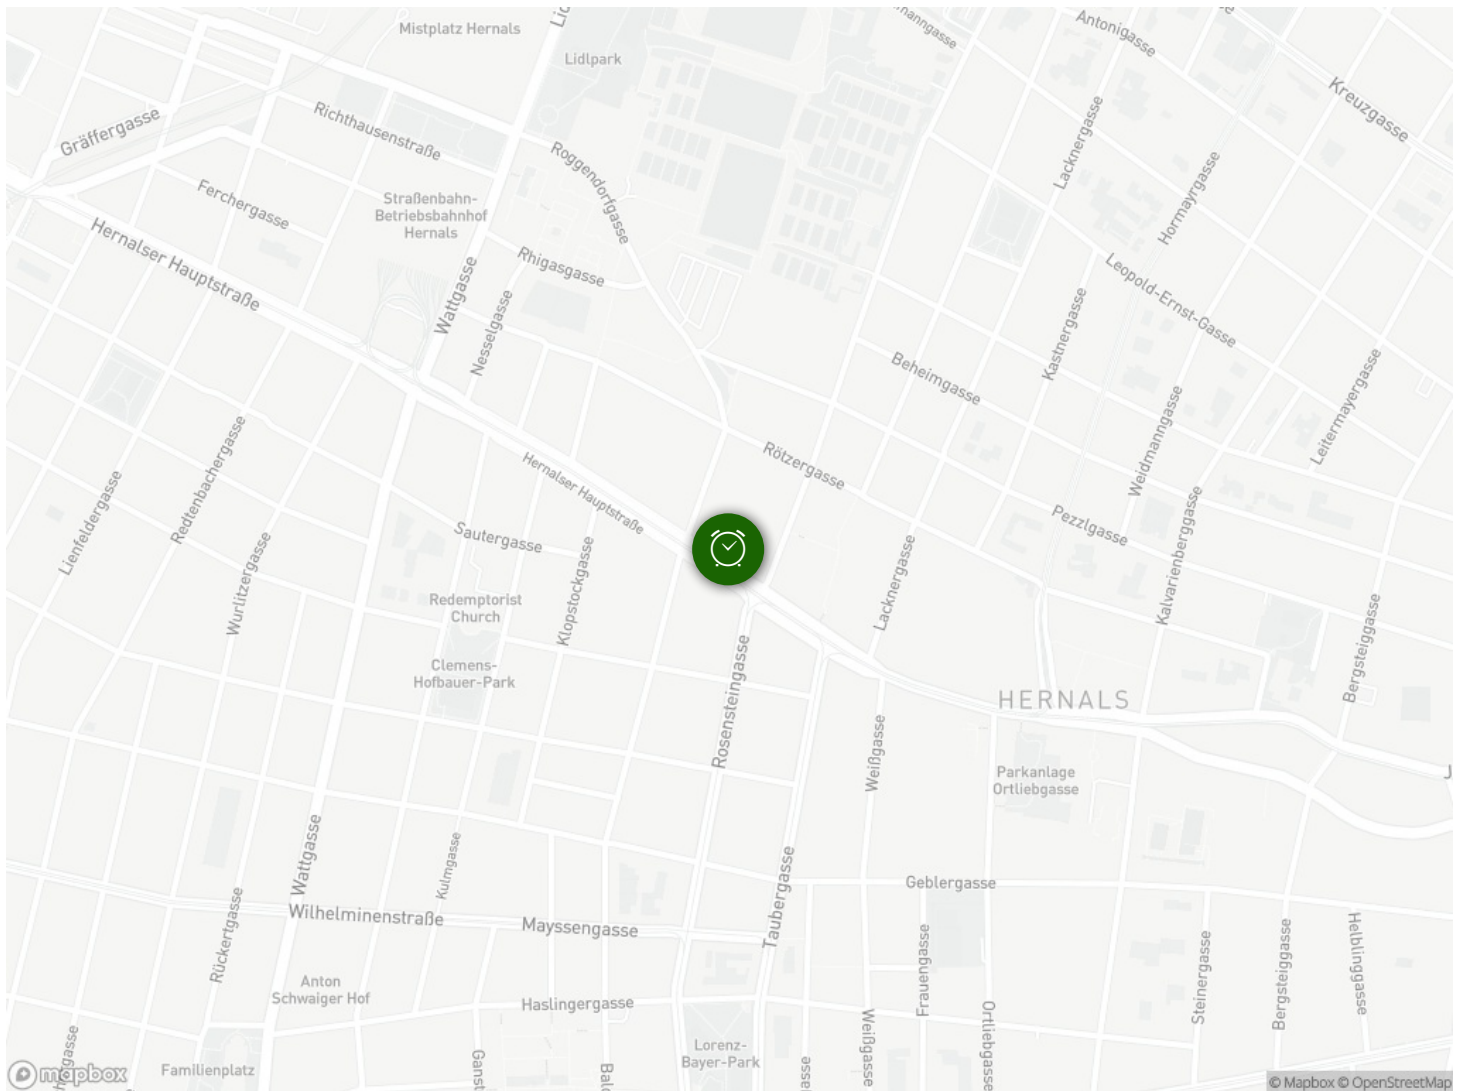 Mistplatz Hernals
Lidlpark
Antonigasse
Kreuzgasse
Gräffergasse
Richthausenstraße
Roggendorfgasse
Lacknergasse
Hormayrgasse
Ferchergasse
Straßenbahn-
Betriebsbahnhof
Hernals
Hernalser Hauptstraße
Wattgasse
Rhigasgasse
Nesselgasse
Leopold-Ernst-Gasse
Kastnergasse
Beheimgasse
Leitermayergasse
Weidmanngasse
Redtenbachergasse
Lienfeldergasse
Hernalser Hauptstraße
Rötzergasse
Pezzlgasse
Kalvarienberggasse
Sautergasse
Klopstockgasse
Wurlitzergasse
Lacknergasse
Redemptorist
Church
Clemens-
Hofbauer-Park
Rosensteingasse
Bergsteiggasse
HERNALS
Weißgasse
Parkanlage
Ortliebgasse
J
Wattgasse
Kulmgasse
Taubergasse
Geblergasse
Rückertgasse
Wilhelminenstraße
Mayssengasse
Frauengasse
Steinergasse
Bergsteiggasse
Helblinggasse
Anton
Schwaiger Hof
Haslingergasse
Weißgasse
Ortliebgasse
Lorenz-
Bayer-Park
Familienplatz
mapbox
© Mapbox © OpenStreetMap